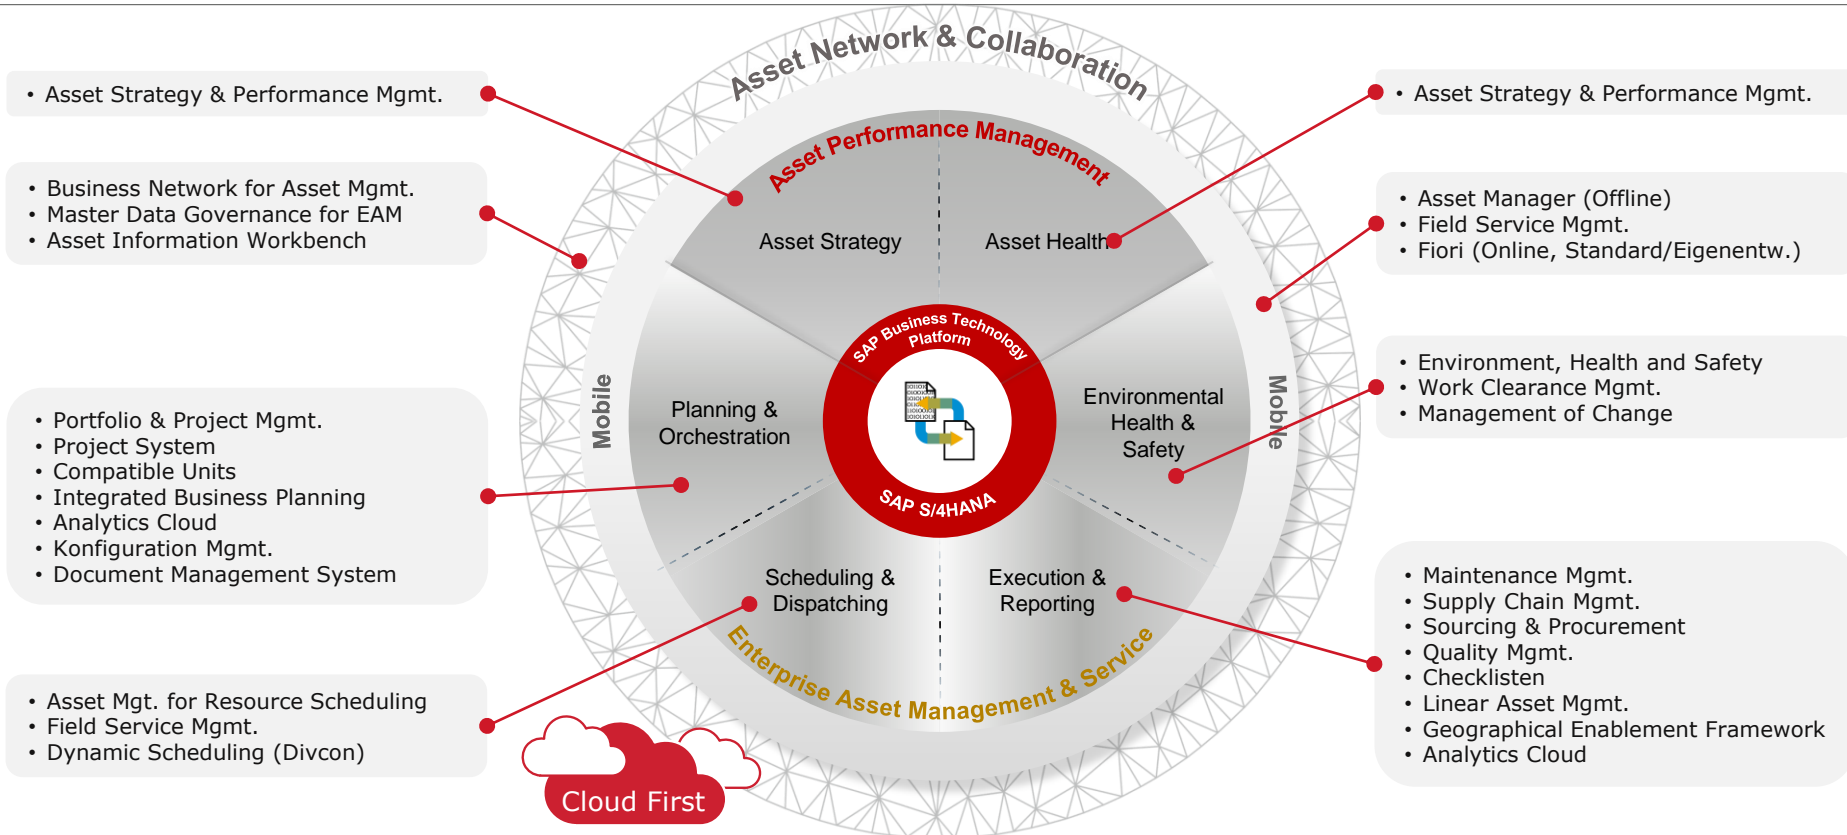 Asset Network & Collaboration
• Asset Strategy & Performance Mgmt.
• Business Network for Asset Mgmt.
• Master Data Governance for EAM
• Asset Information Workbench
• Portfolio & Project Mgmt.
• Project System
• Compatible Units
• Integrated Business Planning
• Analytics Cloud
• Konfiguration Mgmt.
• Document Management System
• Asset Mgt. for Resource Scheduling
• Field Service Mgmt.
• Dynamic Scheduling (Divcon)
Cloud First
Mobile
Asset Performance Management
Asset Strategy
Asset Health
SAP Business Technology
Platform
SAP S/4HANA
Planning &
Orchestration
Environmental
Health &
Safety
Scheduling &
Dispatching
Execution &
Reporting
Enterprise Asset Management & Service
Mobile
• Asset Strategy & Performance Mgmt.
• Asset Manager (Offline)
• Field Service Mgmt.
• Fiori (Online, Standard/Eigenentw.)
• Environment, Health and Safety
• Work Clearance Mgmt.
• Management of Change
• Maintenance Mgmt.
• Supply Chain Mgmt.
• Sourcing & Procurement
• Quality Mgmt.
• Checklisten
• Linear Asset Mgmt.
• Geographical Enablement Framework
• Analytics Cloud